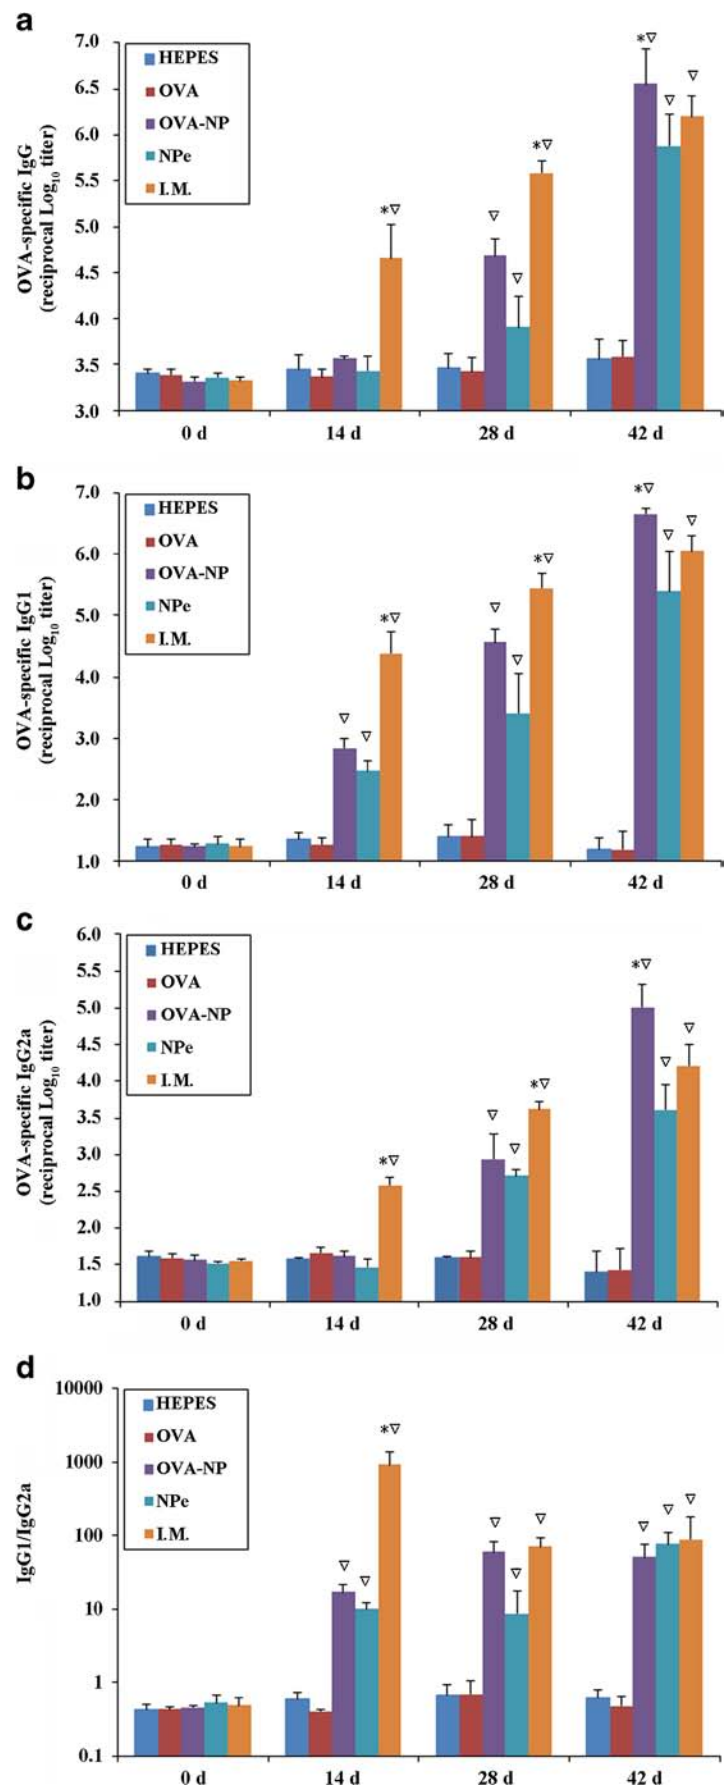 a
OVA-specific IgG
(reciprocal Log10 titer)
7.0
6.5
6.0
5.5
5.0
4.5
4.0
3.5
3.0
HEPES
OVA
OVA-NP
NPe
I.M.
*▽
▽
*▽
▽
*▽
▽
▽
0 d
14 d
28 d
42 d
b
OVA-specific IgG1
(reciprocal Log10 titer)
7.0
6.0
5.0
4.0
3.0
2.0
1.0
HEPES
OVA
OVA-NP
NPe
I.M.
▽
▽
*▽
▽
▽
*▽
*▽
▽
▽
0 d
14 d
28 d
42 d
c
OVA-specific IgG2a
(reciprocal Log10 titer)
6.0
5.5
5.0
4.5
4.0
3.5
3.0
2.5
2.0
1.5
1.0
HEPES
OVA
OVA-NP
NPe
I.M.
*▽
▽
▽
*▽
*▽
▽
▽
0 d
14 d
28 d
42 d
d
IgG1/IgG2a
10000
1000
100
10
1
0.1
HEPES
OVA
OVA-NP
NPe
I.M.
▽
▽
*▽
▽
▽
▽
▽
▽
▽
0 d
14 d
28 d
42 d